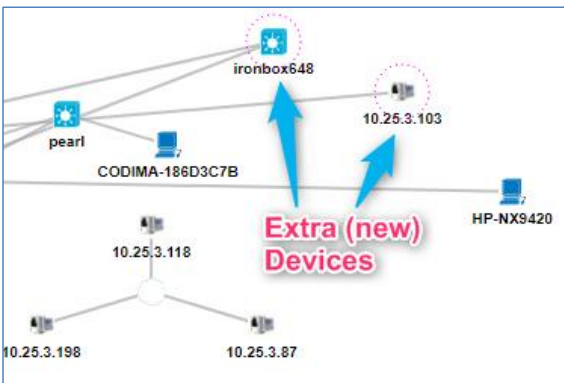 ironbox648
10.25.3.103
pearl
CODIMA-186D3C7B
HP-NX9420
Extra (new)
Devices
10.25.3.118
10.25.3.198
10.25.3.87